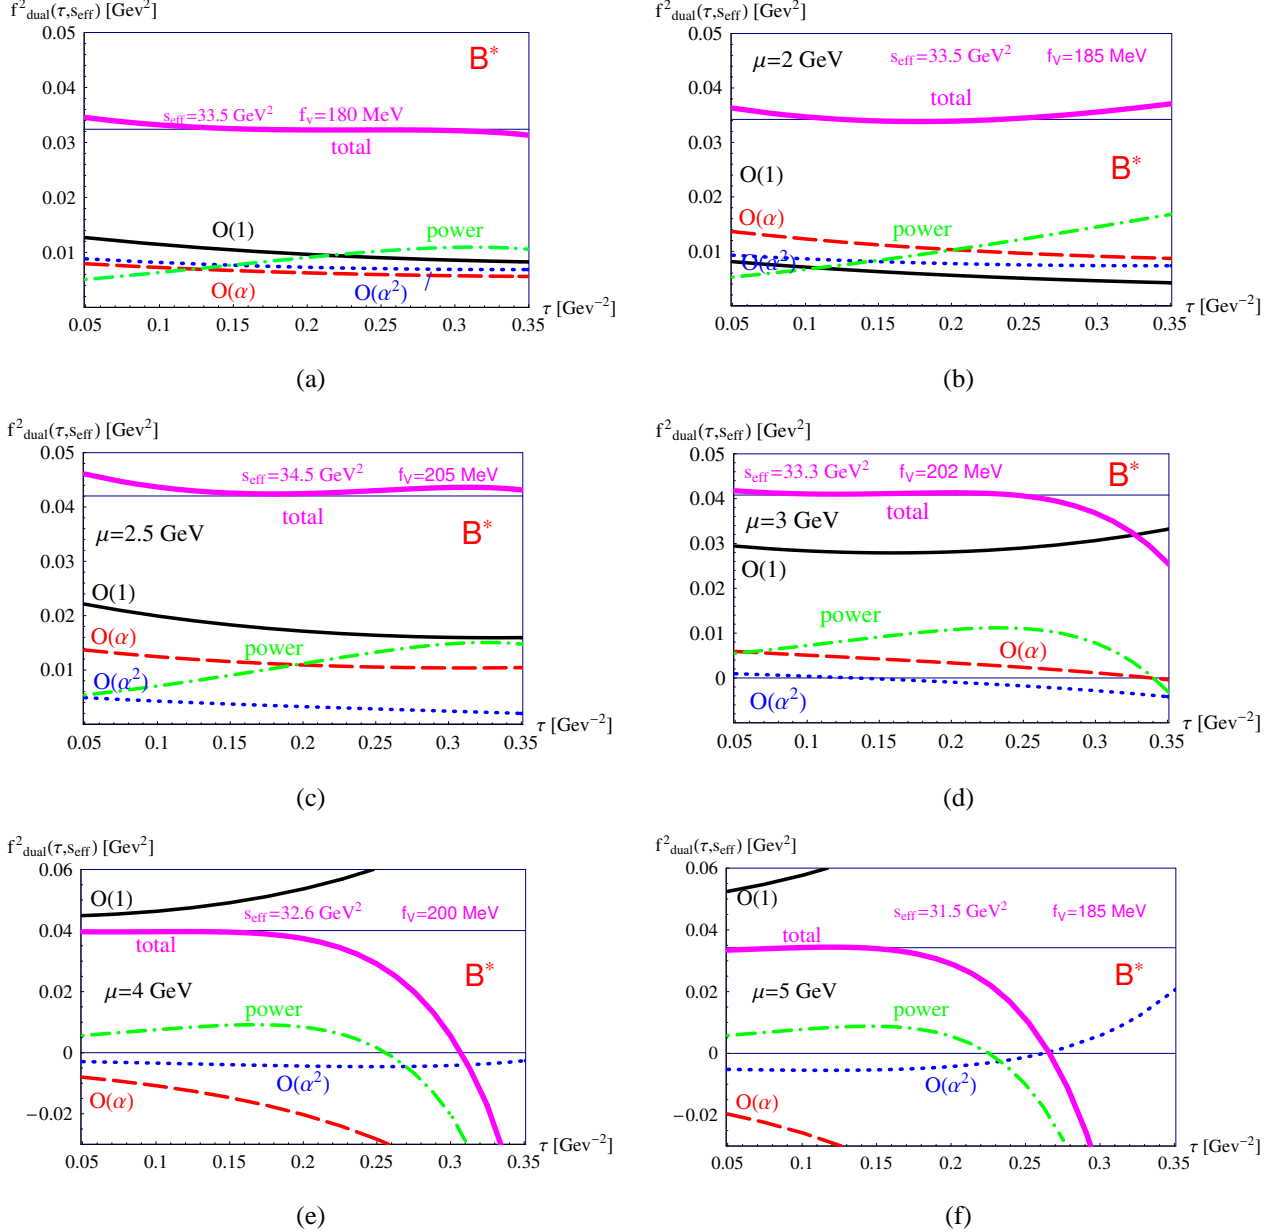 f²dual(τ,seff) [Gev²]
0.05
0.04
0.03
0.02
0.01
B*
seff=33.5 GeV² fv=180 MeV
total
O(1)
power
O(α)
O(α²) /
0.05 0.1 0.15 0.2 0.25 0.3 0.35
τ [Gev⁻²]
(a)
f²dual(τ,seff) [Gev²]
0.05
0.04
0.03
0.02
0.01
μ=2 GeV
seff=33.5 GeV² fV=185 MeV
total
B*
O(1)
O(α)
power
O(α²)
0.05 0.1 0.15 0.2 0.25 0.3 0.35
τ [Gev⁻²]
(b)
f²dual(τ,seff) [Gev²]
0.05
0.04
0.03
0.02
0.01
seff=34.5 GeV² fV=205 MeV
total
μ=2.5 GeV
B*
O(1)
O(α)
power
O(α²)
0.05 0.1 0.15 0.2 0.25 0.3 0.35
τ [Gev⁻²]
(c)
f²dual(τ,seff) [Gev²]
0.05
0.04
0.03
0.02
0.01
0
seff=33.3 GeV² fV=202 MeV
B*
total
μ=3 GeV
O(1)
power
O(α)
O(α²)
0.05 0.1 0.15 0.2 0.25 0.3 0.35
τ [Gev⁻²]
(d)
f²dual(τ,seff) [Gev²]
0.06
0.04
0.02
0
−0.02
O(1)
seff=32.6 GeV² fV=200 MeV
total
B*
μ=4 GeV
power
O(α²)
O(α)
0.05 0.1 0.15 0.2 0.25 0.3 0.35
τ [Gev⁻²]
(e)
f²dual(τ,seff) [Gev²]
0.06
0.04
0.02
0
−0.02
O(1)
seff=31.5 GeV² fV=185 MeV
total
B*
μ=5 GeV
power
O(α²)
O(α)
0.05 0.1 0.15 0.2 0.25 0.3 0.35
τ [Gev⁻²]
(f)